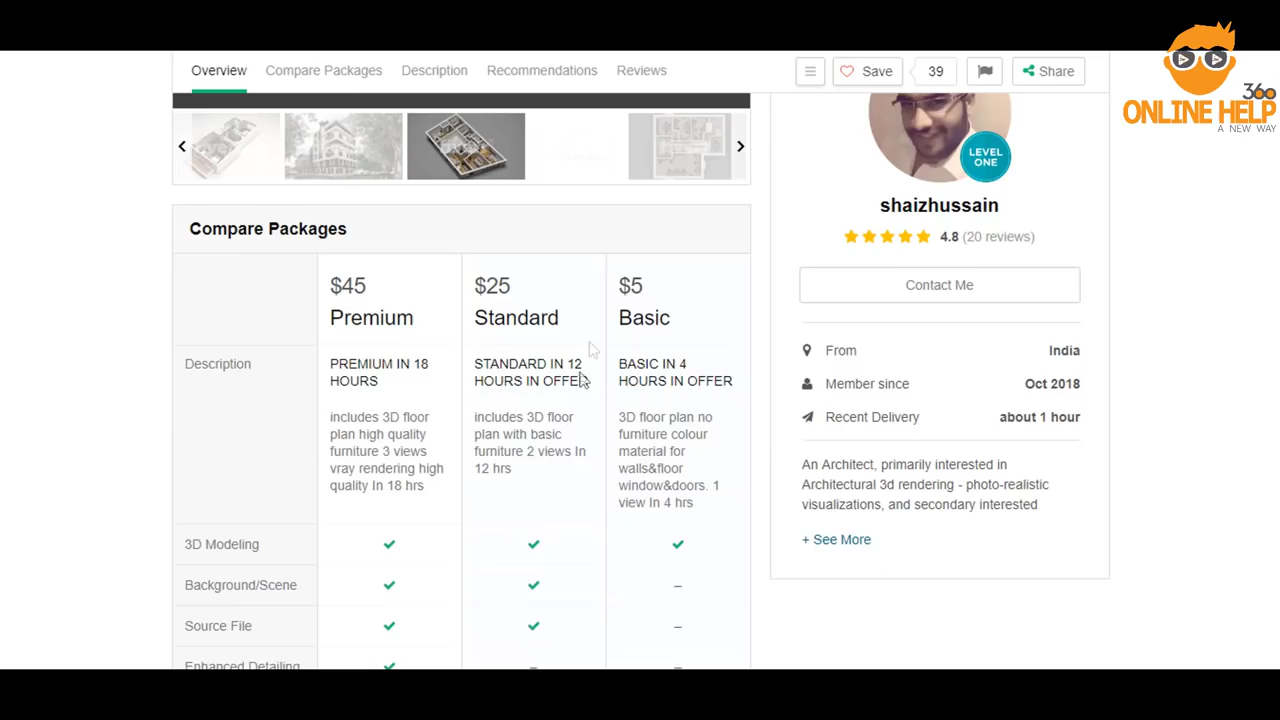 Overview
Compare Packages
Description
Recommendations
Reviews
Save
39
Share
360
ONLINE HELP
A NEW WAY
LEVEL
ONE
shaizhussain
4.8 (20 reviews)
Contact Me
From
India
Member since
Oct 2018
Recent Delivery
about 1 hour
An Architect, primarily interested in
Architectural 3d rendering - photo-realistic
visualizations, and secondary interested
+ See More
Compare Packages
$45
Premium
$25
Standard
$5
Basic
Description
PREMIUM IN 18
HOURS
includes 3D floor
plan high quality
furniture 3 views
vray rendering high
quality In 18 hrs
STANDARD IN 12
HOURS IN OFFER
includes 3D floor
plan with basic
furniture 2 views In
12 hrs
BASIC IN 4
HOURS IN OFFER
3D floor plan no
furniture colour
material for
walls&floor
window&doors. 1
view In 4 hrs
3D Modeling
Background/Scene
Source File
Enhanced Detailing